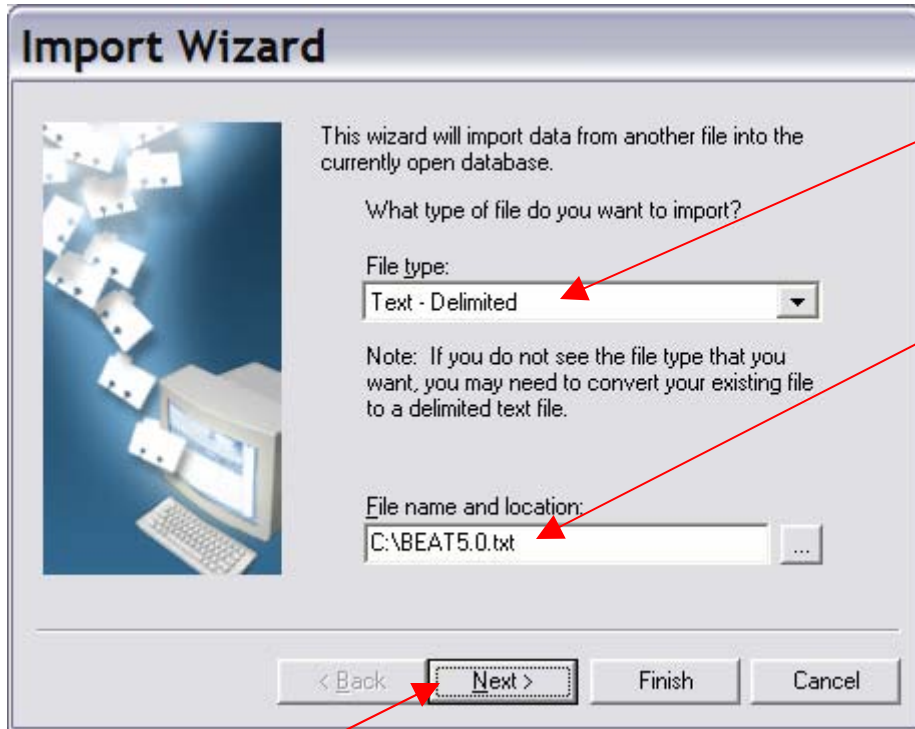 Import Wizard
This wizard will import data from another file into the
currently open database.
What type of file do you want to import?
File type:
Text - Delimited
Note: If you do not see the file type that you
want, you may need to convert your existing file
to a delimited text file.
File name and location:
C:\BEAT5.0.txt
...
< Back
Next >
Finish
Cancel